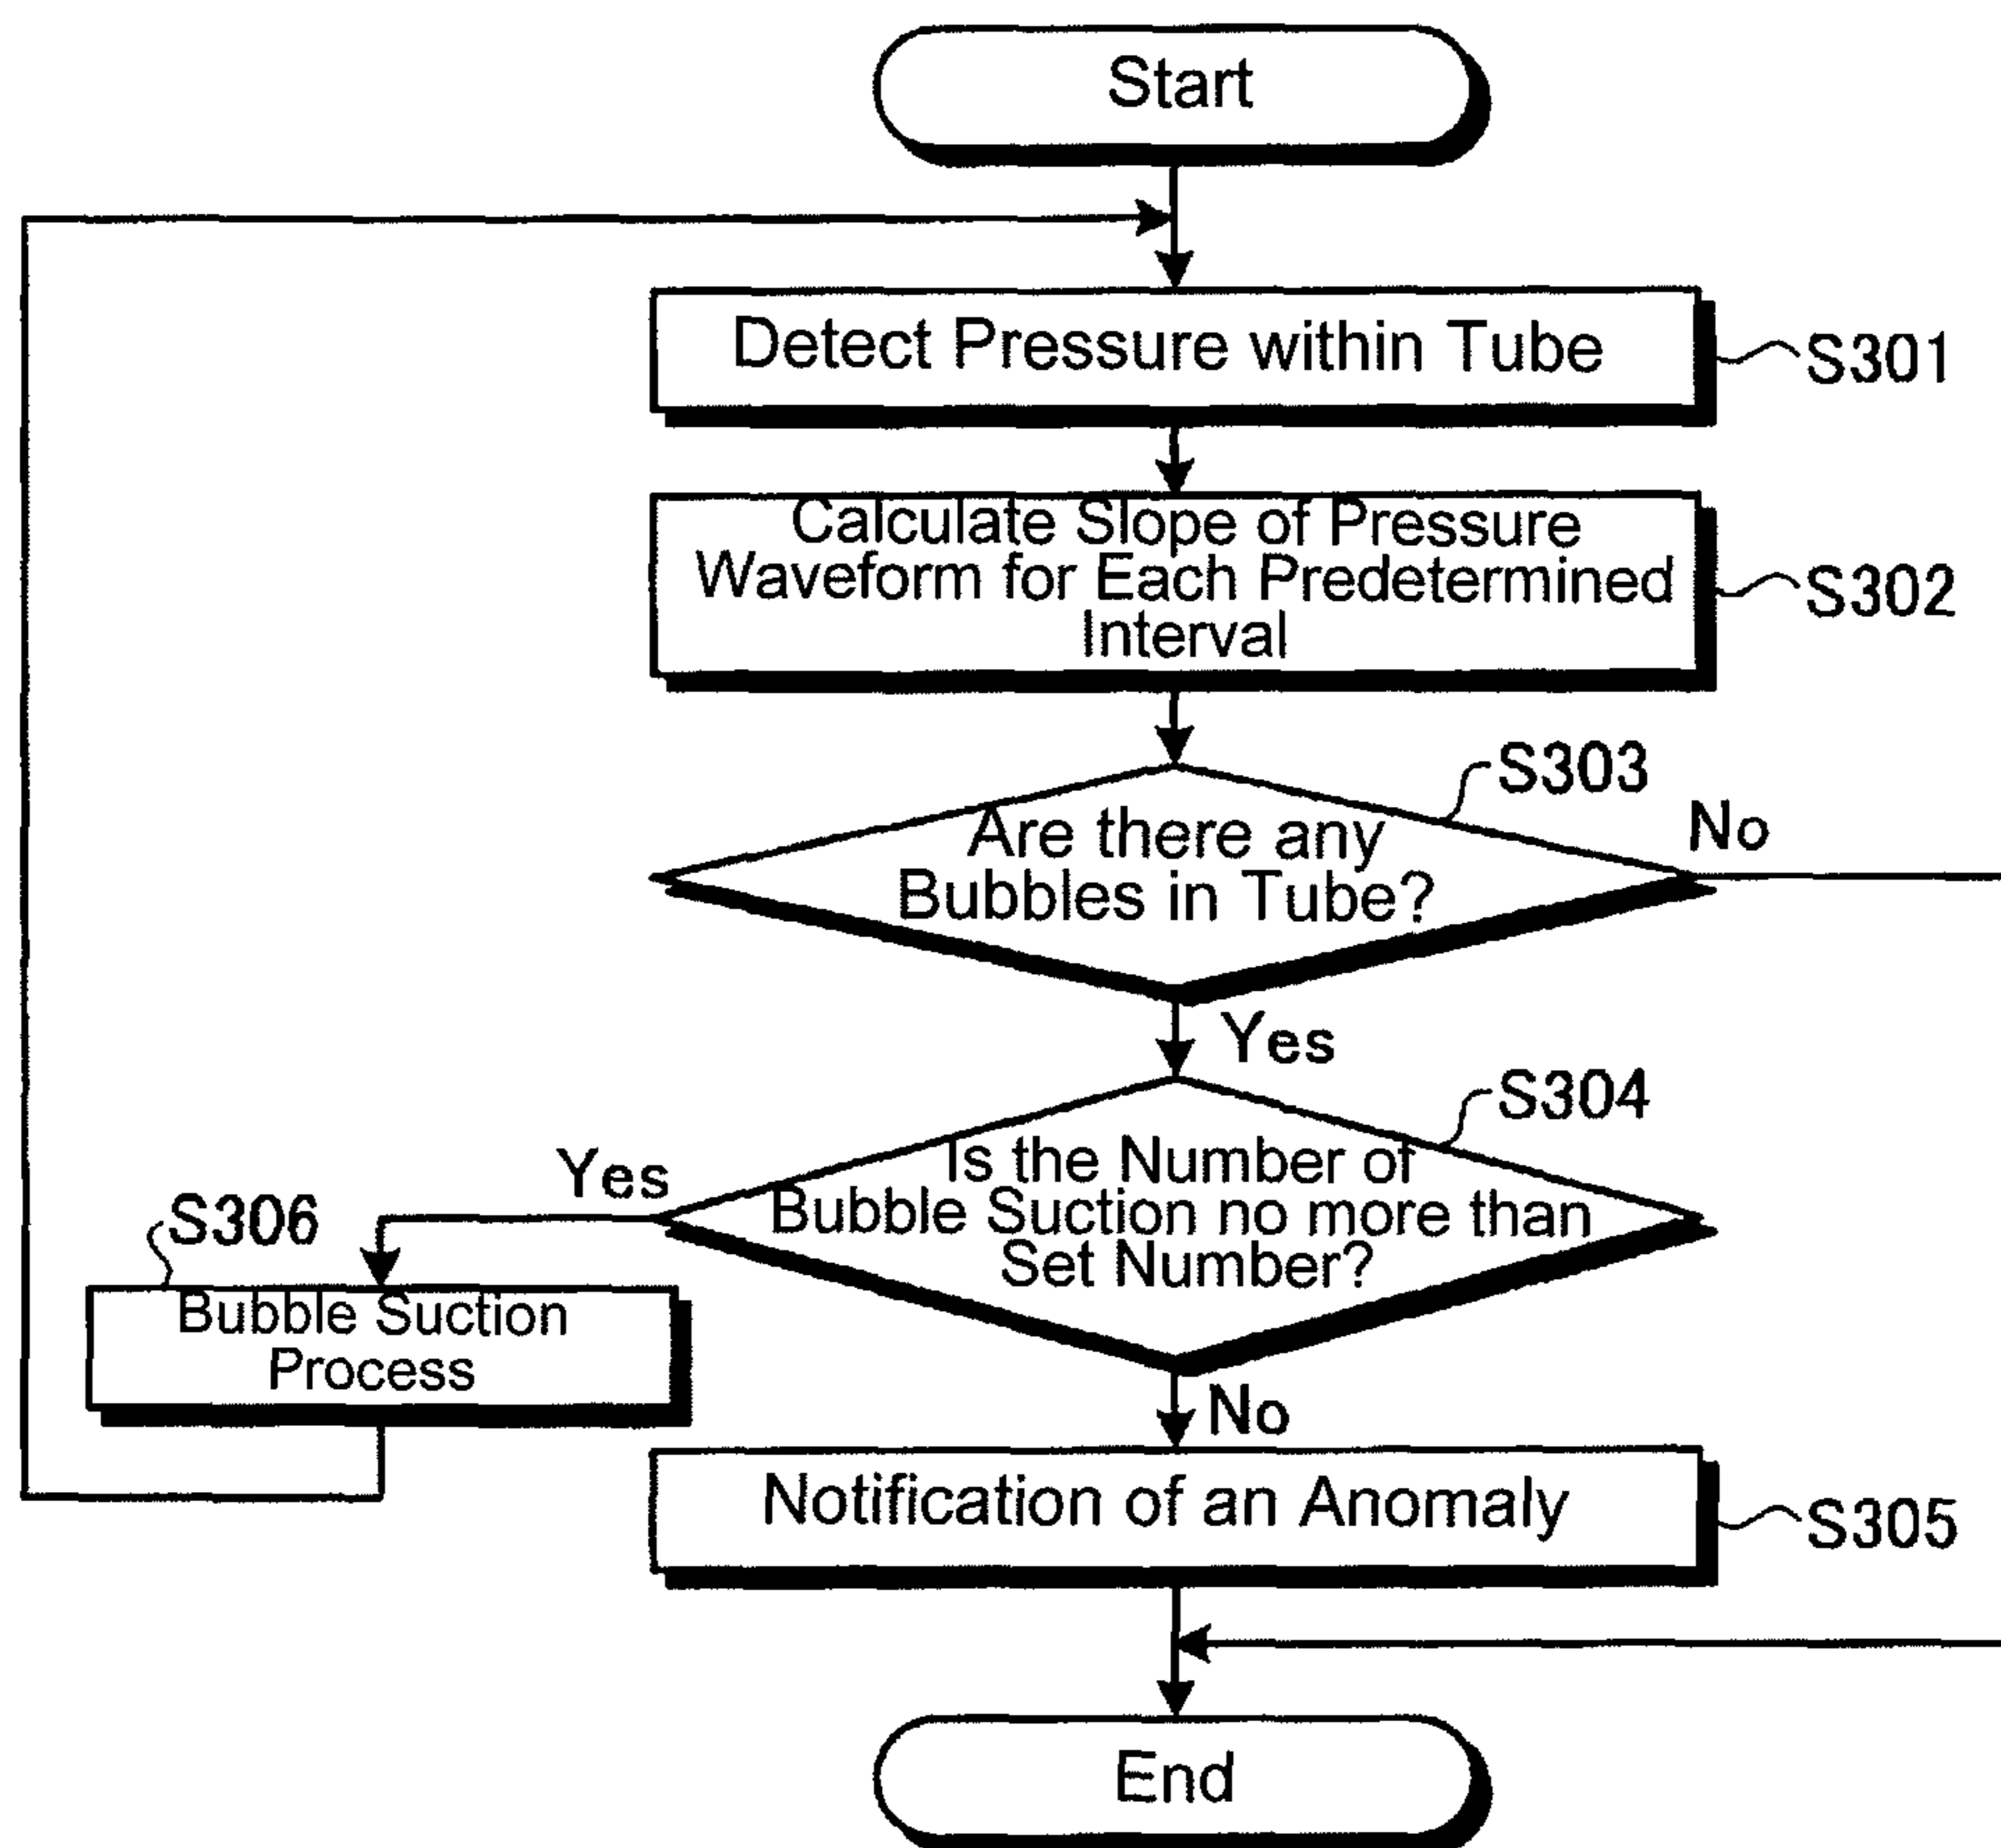 Start
Detect Pressure within Tube
S301
Calculate Slope of Pressure
Waveform for Each Predetermined
Interval
S302
S303
Are there any
Bubbles in Tube?
No
Yes
S304
Is the Number of
Bubble Suction no more than
Set Number?
Yes
S306
Bubble Suction
Process
No
Notification of an Anomaly
S305
End